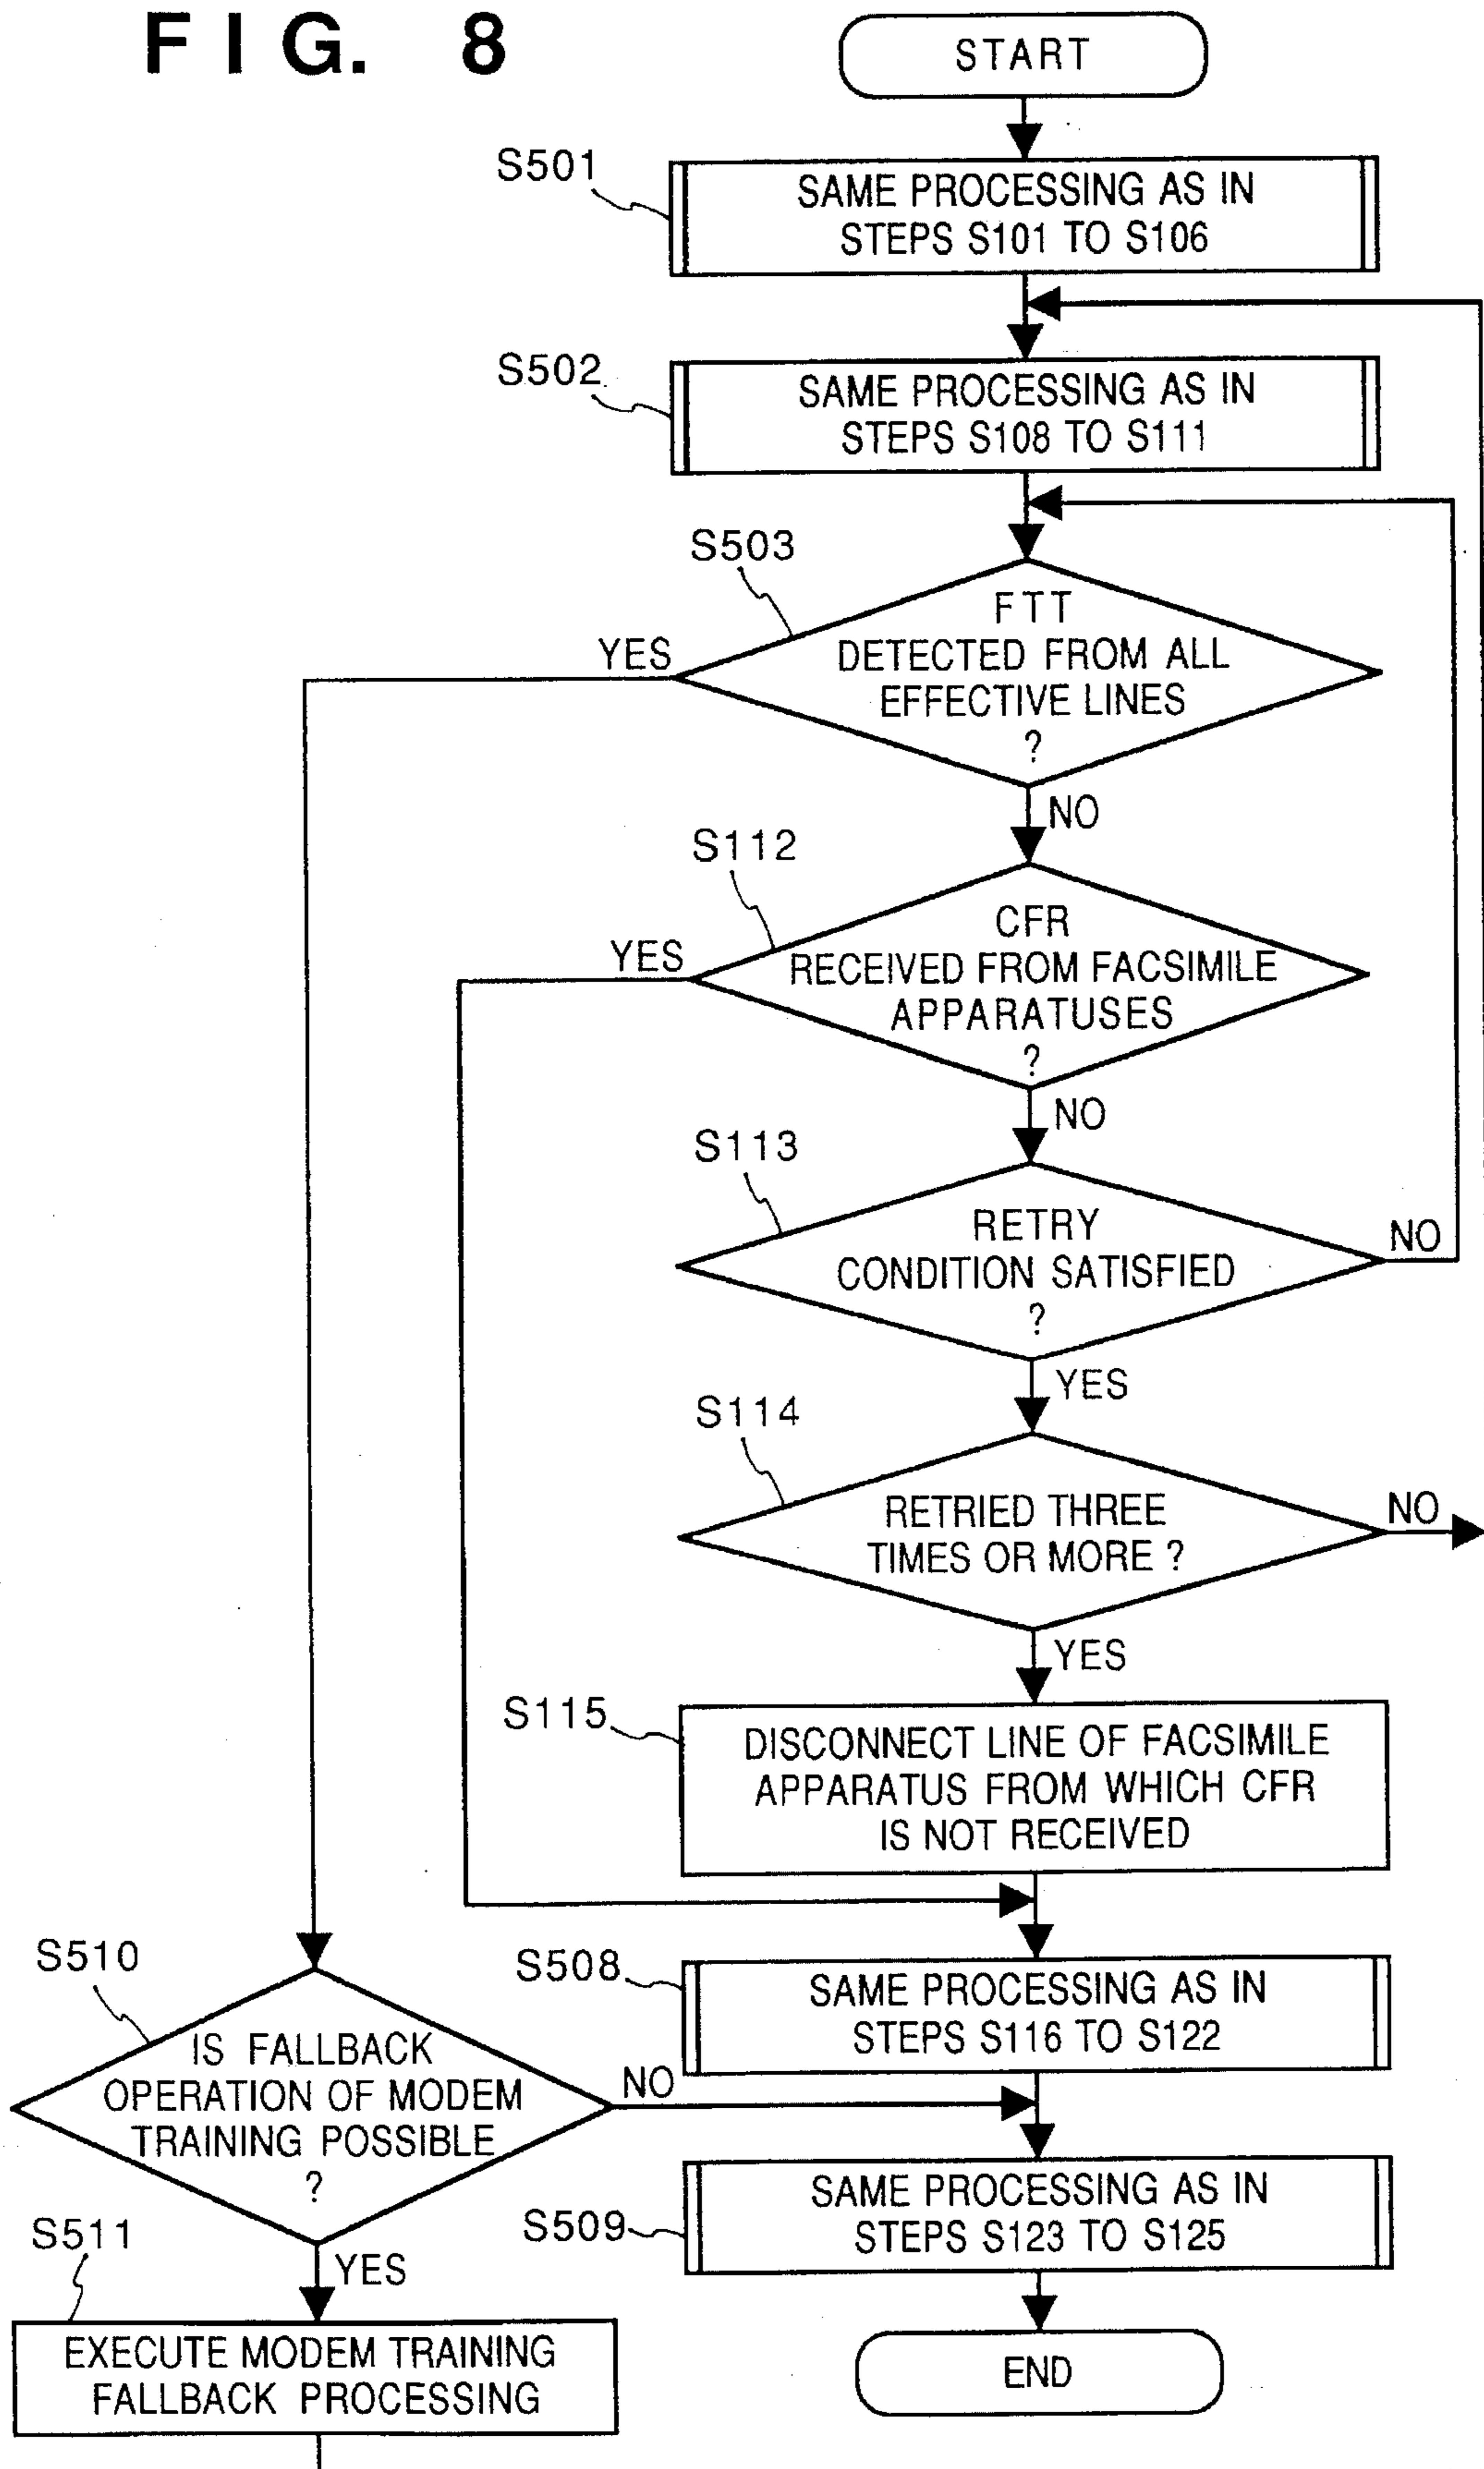 FIG. 8
START
S501
SAME PROCESSING AS IN
STEPS S101 TO S106
S502
SAME PROCESSING AS IN
STEPS S108 TO S111
S503
FTT
DETECTED FROM ALL
EFFECTIVE LINES
?
YES
NO
S112
CFR
RECEIVED FROM FACSIMILE
APPARATUSES
?
YES
NO
S113
RETRY
CONDITION SATISFIED
?
NO
YES
S114
RETRIED THREE
TIMES OR MORE ?
NO
YES
S115
DISCONNECT LINE OF FACSIMILE
APPARATUS FROM WHICH CFR
IS NOT RECEIVED
S510
IS FALLBACK
OPERATION OF MODEM
TRAINING POSSIBLE
?
NO
YES
S508
SAME PROCESSING AS IN
STEPS S116 TO S122
S509
SAME PROCESSING AS IN
STEPS S123 TO S125
S511
EXECUTE MODEM TRAINING
FALLBACK PROCESSING
END